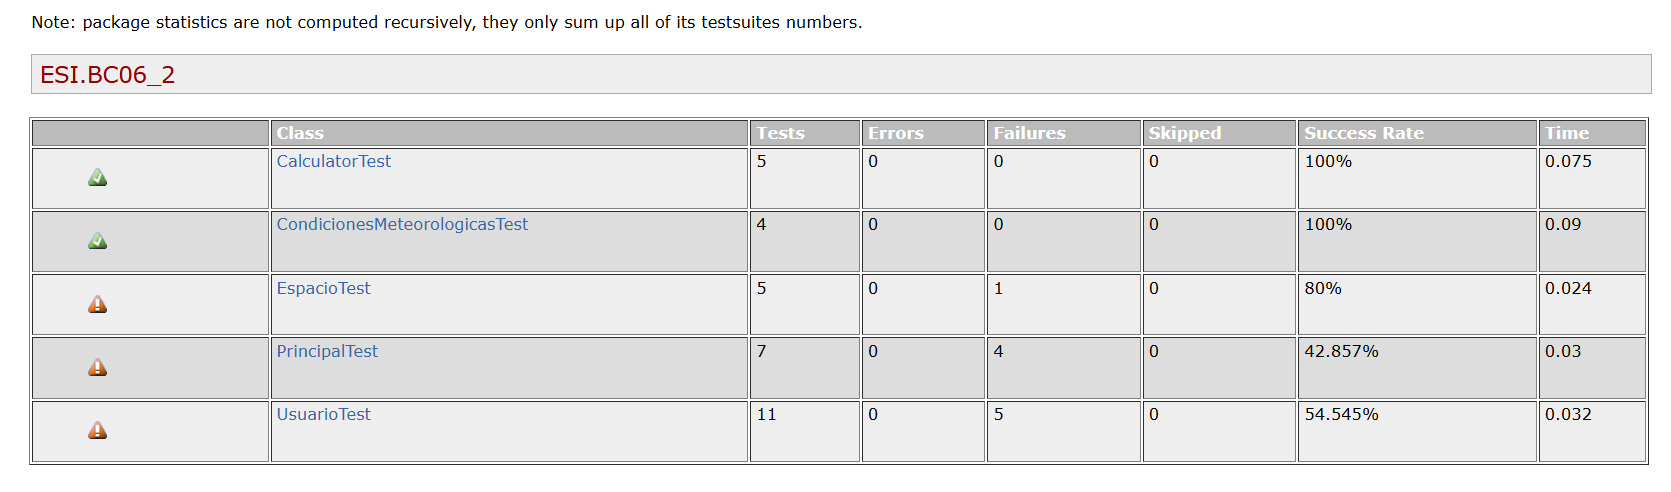 Note: package statistics are not computed recursively, they only sum up all of its testsuites numbers.
ESI.BC06_2
Class Tests Errors Failures Skipped Success Rate Time
CalculatorTest 5 0 0 0 100% 0.075
CondicionesMeteorologicasTest 4 0 0 0 100% 0.09
EspacioTest 5 0 1 0 80% 0.024
PrincipalTest 7 0 4 0 42.857% 0.03
UsuarioTest 11 0 5 0 54.545% 0.032